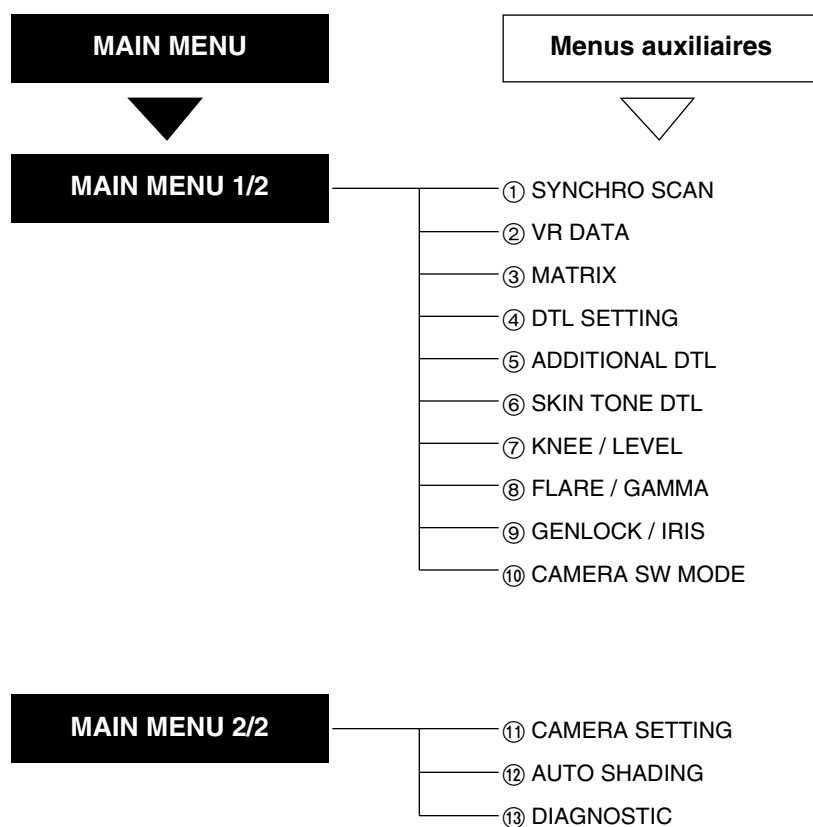 MAIN MENU
Menus auxiliaires
MAIN MENU 1/2
① SYNCHRO SCAN
② VR DATA
③ MATRIX
④ DTL SETTING
⑤ ADDITIONAL DTL
⑥ SKIN TONE DTL
⑦ KNEE / LEVEL
⑧ FLARE / GAMMA
⑨ GENLOCK / IRIS
⑩ CAMERA SW MODE
MAIN MENU 2/2
⑪ CAMERA SETTING
⑫ AUTO SHADING
⑬ DIAGNOSTIC